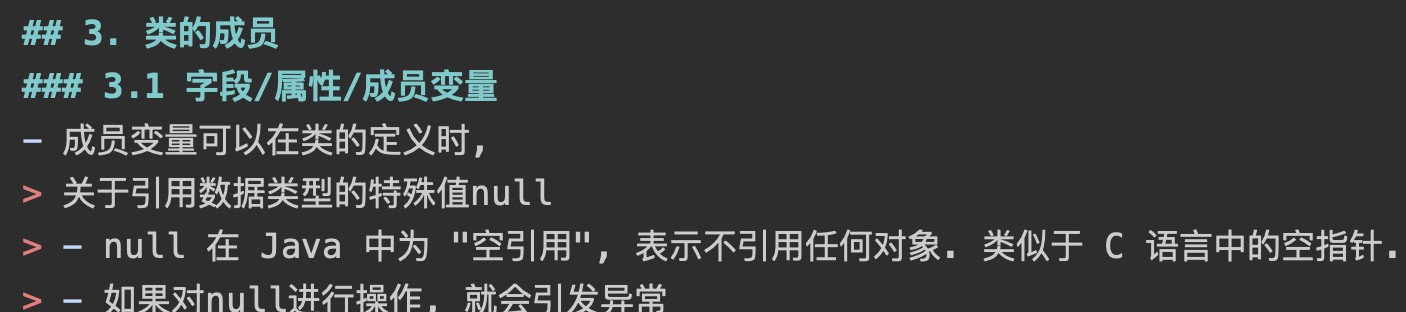 ## 3. 类的成员
### 3.1 字段/属性/成员变量
- 成员变量可以在类的定义时,
> 关于引用数据类型的特殊值null
> - null 在 Java 中为 "空引用", 表示不引用任何对象. 类似于 C 语言中的空指针.
> - 如果对null进行操作, 就会引发异常